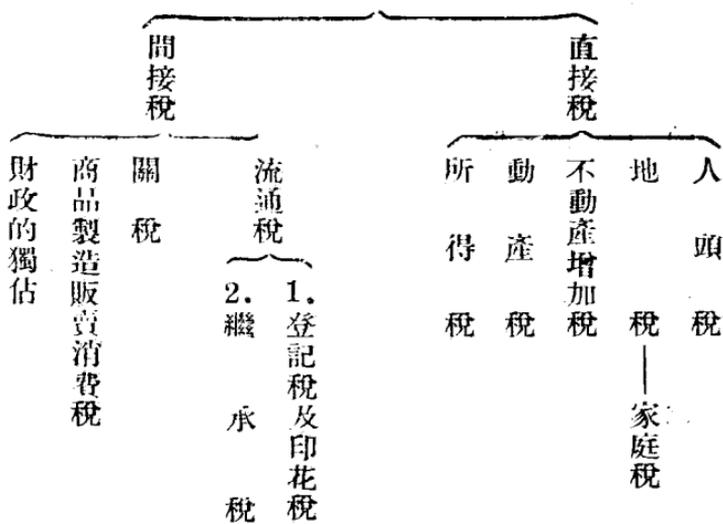 直接稅
人頭稅
地稅——家庭稅
不動產增加稅
動產稅
所得稅
間接稅
流通稅
1.登記稅及印花稅
2.繼承稅
關稅
商品製造販賣消費稅
財政的獨佔